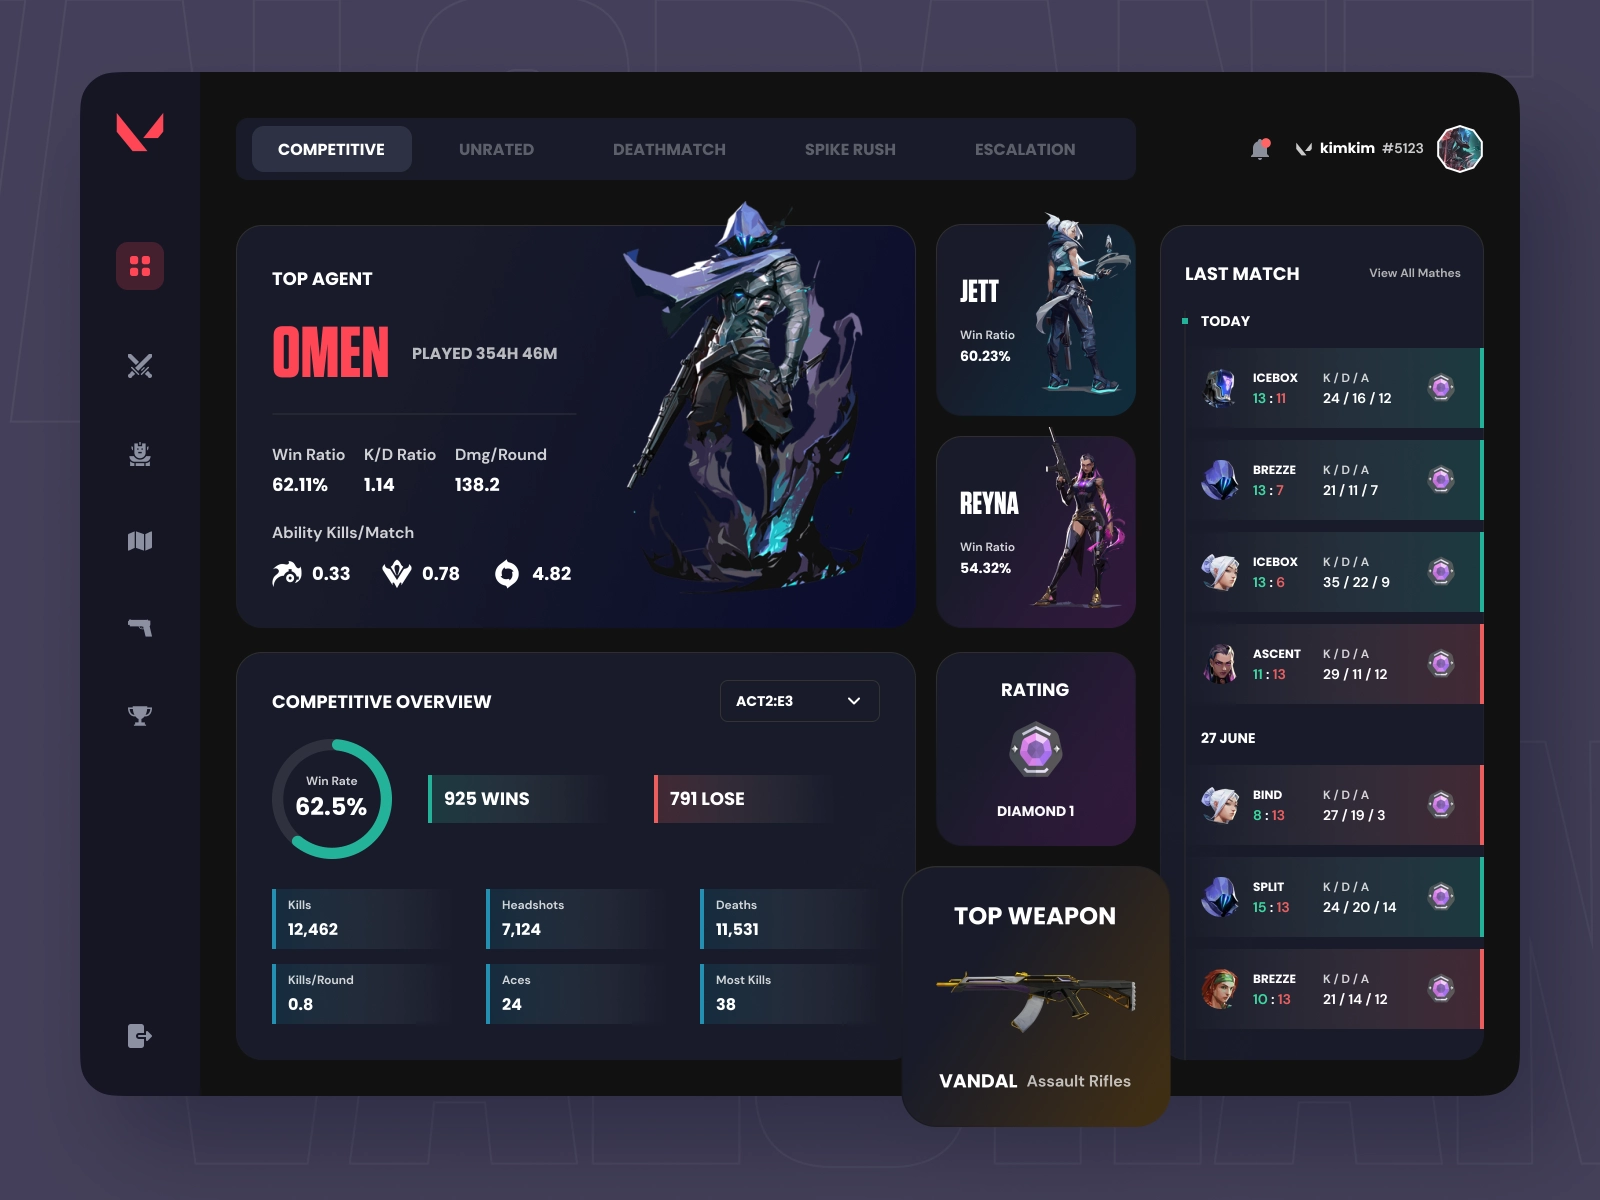 COMPETITIVE
UNRATED
DEATHMATCH
SPIKE RUSH
ESCALATION
kimkim #5123
TOP AGENT
OMEN
PLAYED 354H 46M
Win Ratio K/D Ratio Dmg/Round
62.11% 1.14 138.2
Ability Kills/Match
0.33 0.78 4.82
JETT
Win Ratio
60.23%
REYNA
Win Ratio
54.32%
COMPETITIVE OVERVIEW
ACT2:E3
Win Rate
62.5%
925 WINS
791 LOSE
Kills
12,462
Headshots
7,124
Deaths
11,531
Kills/Round
0.8
Aces
24
Most Kills
38
RATING
DIAMOND 1
TOP WEAPON
VANDAL Assault Rifles
LAST MATCH
View All Mathes
TODAY
ICEBOX K / D / A
13 : 11 24 / 16 / 12
BREZZE K / D / A
13 : 7 21 / 11 / 7
ICEBOX K / D / A
13 : 6 35 / 22 / 9
ASCENT K / D / A
11 : 13 29 / 11 / 12
27 JUNE
BIND K / D / A
8 : 13 27 / 19 / 3
SPLIT K / D / A
15 : 13 24 / 20 / 14
BREZZE K / D / A
10 : 13 21 / 14 / 12